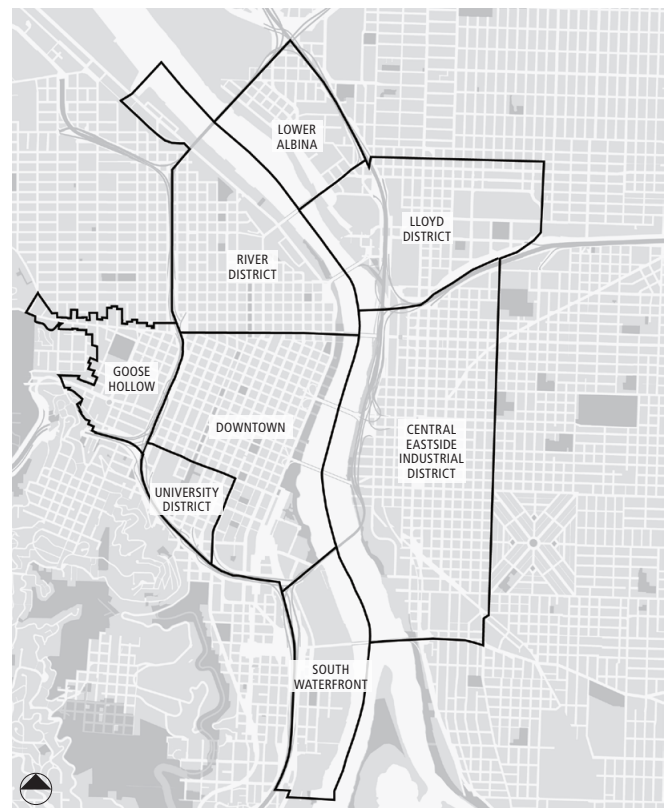 LOWER
ALBINA
LLOYD
DISTRICT
RIVER
DISTRICT
GOOSE
HOLLOW
DOWNTOWN
CENTRAL
EASTSIDE
INDUSTRIAL
DISTRICT
UNIVERSITY
DISTRICT
SOUTH
WATERFRONT